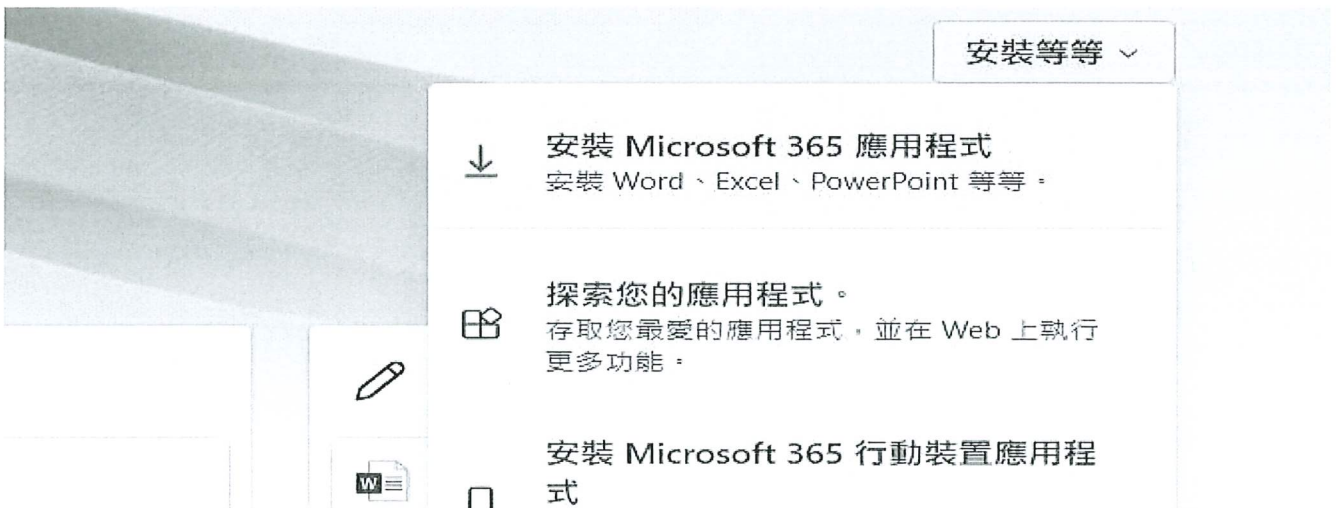 安裝等等
安裝 Microsoft 365 應用程式
安裝 Word、Excel、PowerPoint 等等。
探索您的應用程式。
存取您最愛的應用程式，並在 Web 上執行
更多功能。
安裝 Microsoft 365 行動裝置應用程
式
W